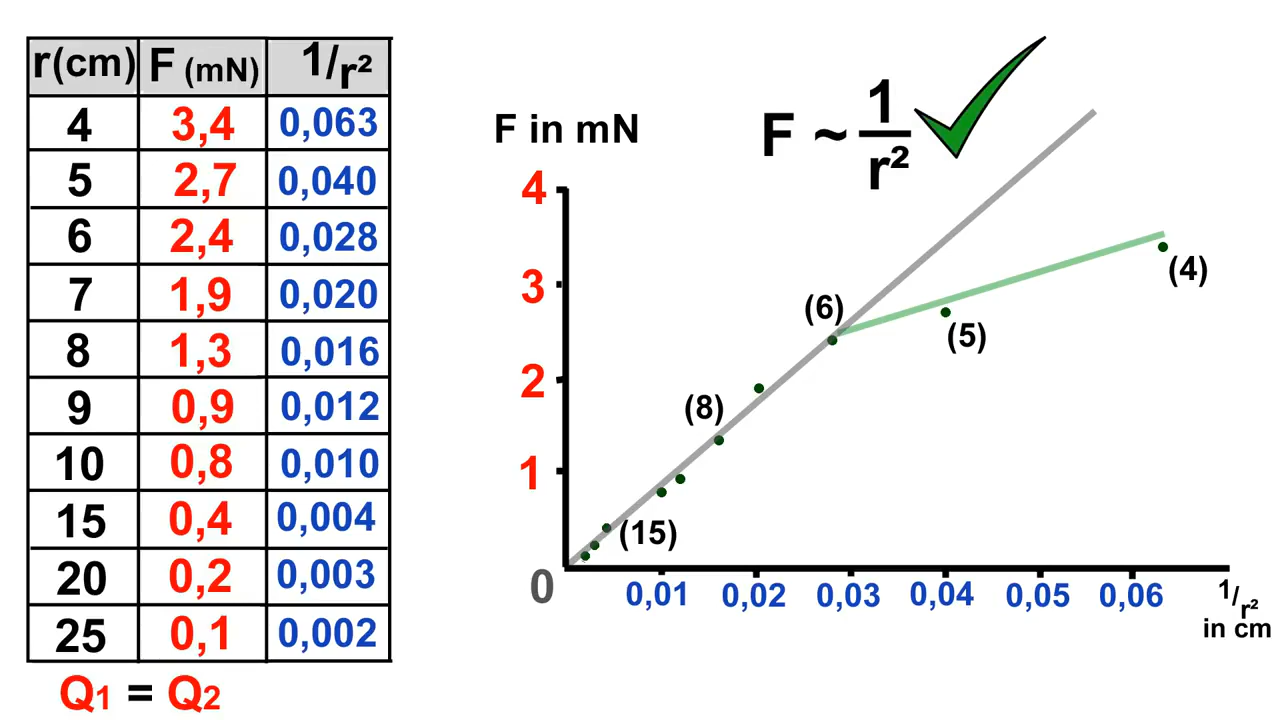 r(cm) F (mN) 1/r²
4 3,4 0,063
5 2,7 0,040
6 2,4 0,028
7 1,9 0,020
8 1,3 0,016
9 0,9 0,012
10 0,8 0,010
15 0,4 0,004
20 0,2 0,003
25 0,1 0,002
Q₁ = Q₂
F in mN
F ~ 1/r²
4
3
2
1
0
(6)
(4)
(5)
(8)
(15)
0,01 0,02 0,03 0,04 0,05 0,06
1/r²
in cm